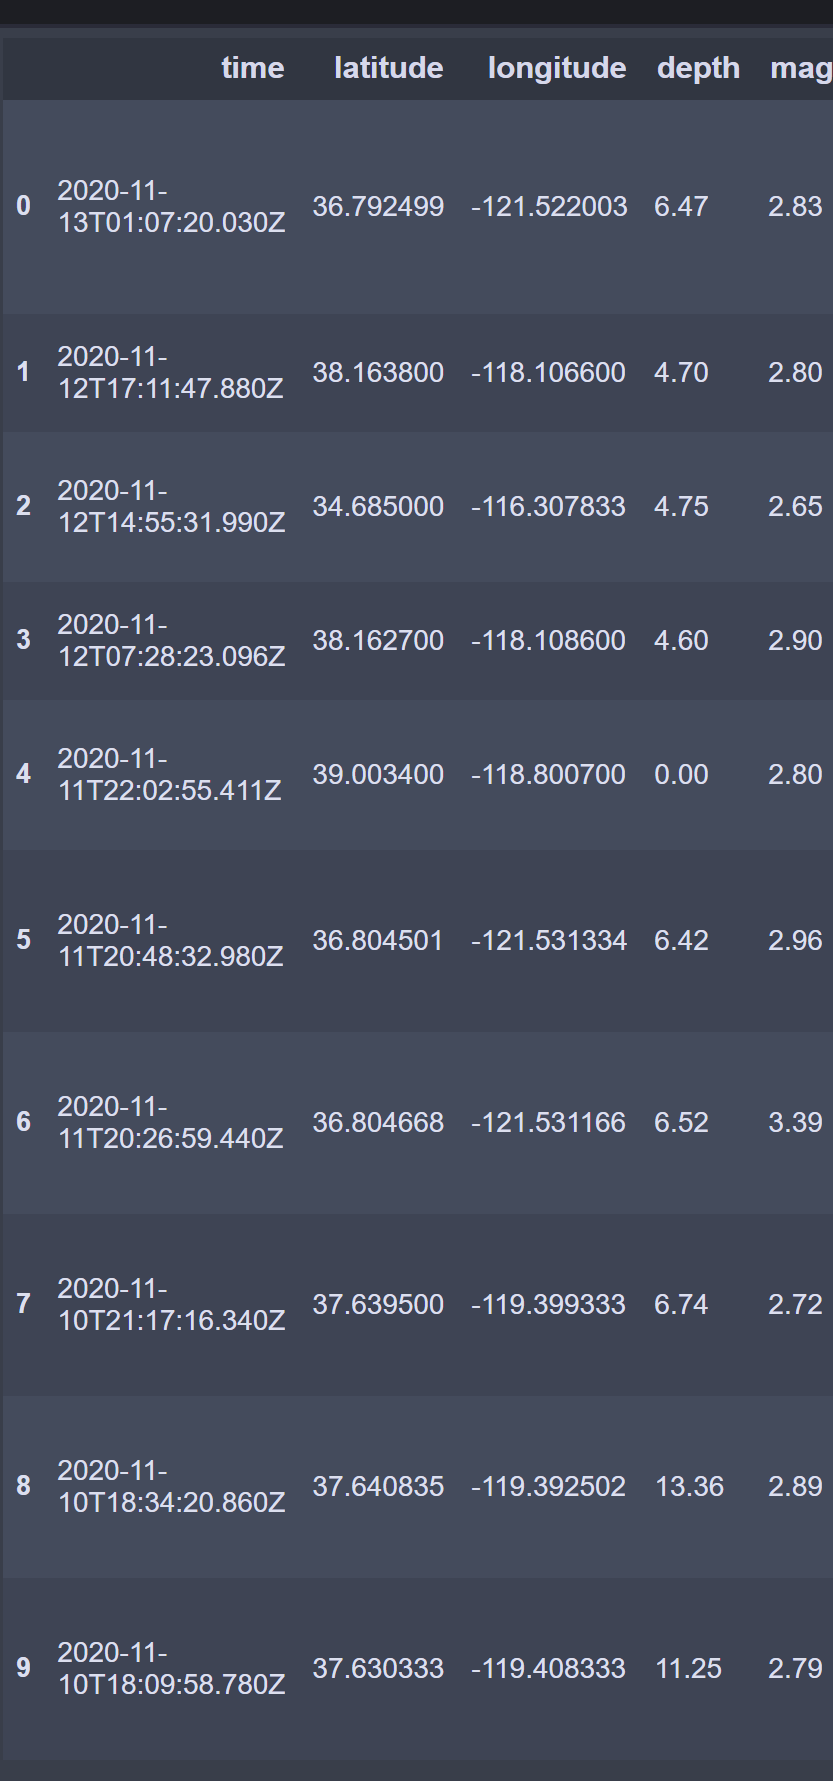 time latitude longitude depth mag
2020-11-
0 13T01:07:20.030Z 36.792499 -121.522003 6.47 2.83
2020-11-
1 12T17:11:47.880Z 38.163800 -118.106600 4.70 2.80
2020-11-
2 12T14:55:31.990Z 34.685000 -116.307833 4.75 2.65
2020-11-
3 12T07:28:23.096Z 38.162700 -118.108600 4.60 2.90
2020-11-
4 11T22:02:55.411Z 39.003400 -118.800700 0.00 2.80
2020-11-
5 11T20:48:32.980Z 36.804501 -121.531334 6.42 2.96
2020-11-
6 11T20:26:59.440Z 36.804668 -121.531166 6.52 3.39
2020-11-
7 10T21:17:16.340Z 37.639500 -119.399333 6.74 2.72
2020-11-
8 10T18:34:20.860Z 37.640835 -119.392502 13.36 2.89
2020-11-
9 10T18:09:58.780Z 37.630333 -119.408333 11.25 2.79